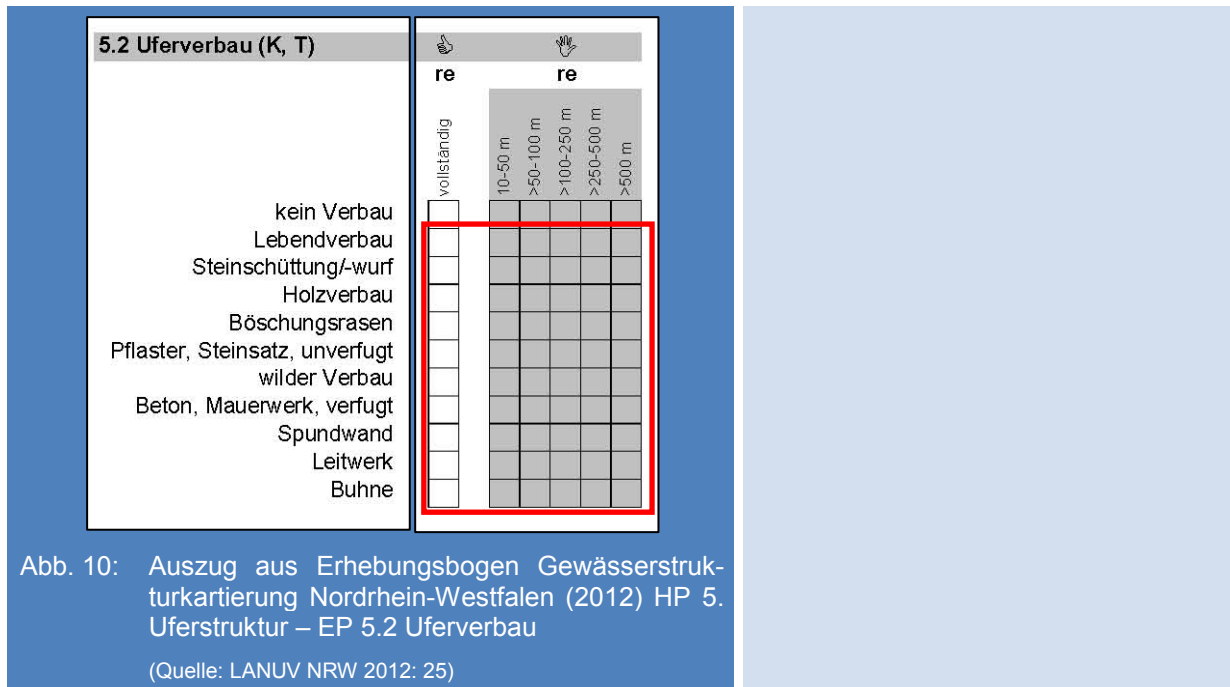 5.2 Uferverbau (K, T)
re re
vollständig
10-50 m
>50-100 m
>100-250 m
>250-500 m
>500 m
kein Verbau
Lebendverbau
Steinschüttung/-wurf
Holzverbau
Böschungsrasen
Pflaster, Steinsatz, unverfugt
wilder Verbau
Beton, Mauerwerk, verfugt
Spundwand
Leitwerk
Buhne
Abb. 10: Auszug aus Erhebungsbogen Gewässerstruk-
turkartierung Nordrhein-Westfalen (2012) HP 5.
Uferstruktur – EP 5.2 Uferverbau
(Quelle: LANUV NRW 2012: 25)